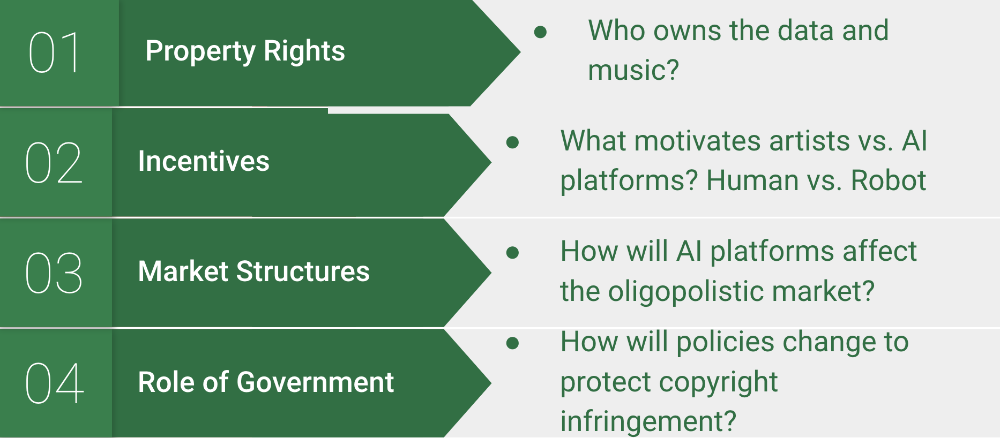 01
Property Rights
● Who owns the data and
music?
02
Incentives
● What motivates artists vs. AI
platforms? Human vs. Robot
03
Market Structures
● How will AI platforms affect
the oligopolistic market?
04
Role of Government
● How will policies change to
protect copyright
infringement?